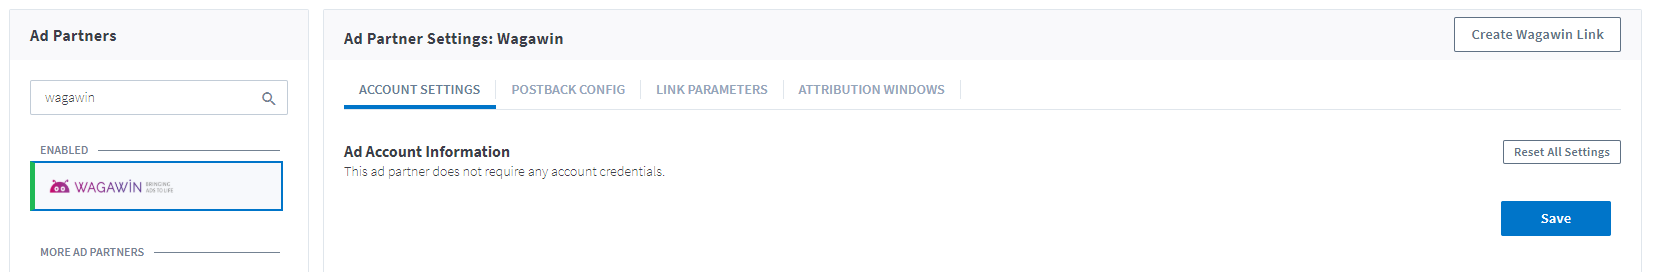 Ad Partners
wagawin
ENABLED
WAGAWIN BRINGING
ADS TO LIFE
MORE AD PARTNERS
Ad Partner Settings: Wagawin
Create Wagawin Link
ACCOUNT SETTINGS
POSTBACK CONFIG
LINK PARAMETERS
ATTRIBUTION WINDOWS
Ad Account Information
Reset All Settings
This ad partner does not require any account credentials.
Save